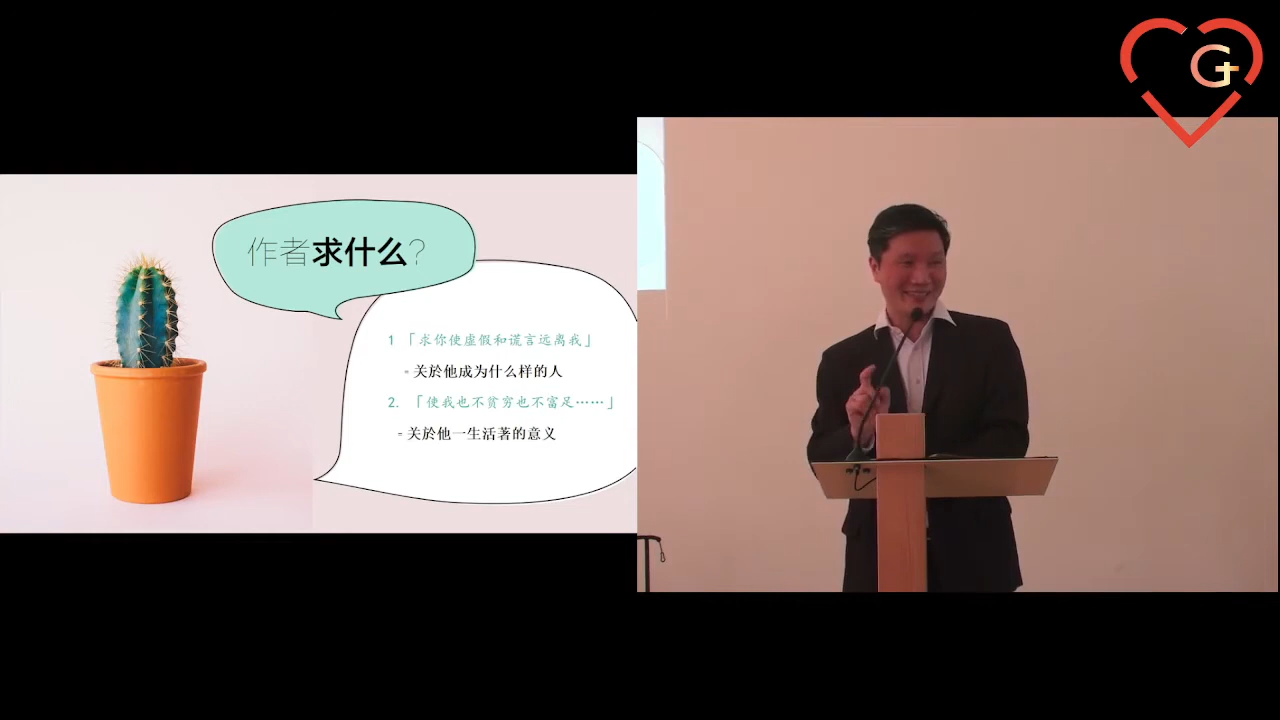 作者求什么?
1 「求你使虚假和谎言远离我」
- 关於他成为什么样的人
2. 「使我也不贫穷也不富足……」
- 关於他一生活著的意义
G